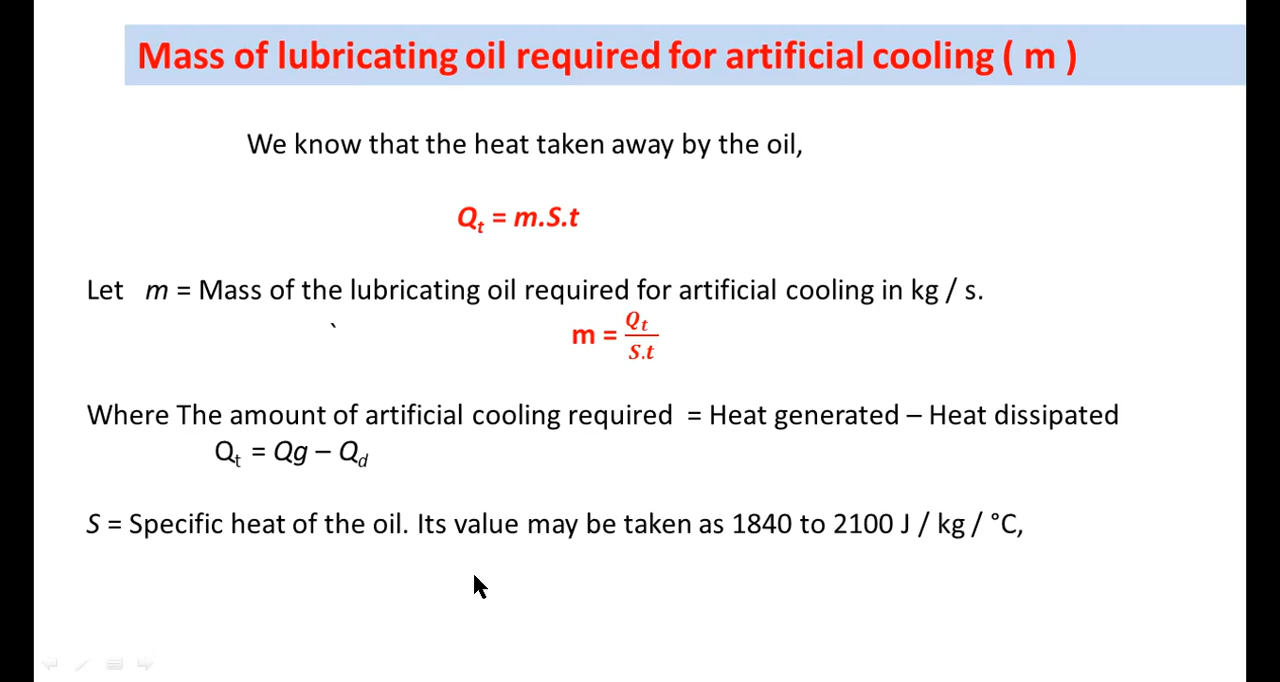 Mass of lubricating oil required for artificial cooling ( m )
We know that the heat taken away by the oil,
Qt = m.S.t
Let m = Mass of the lubricating oil required for artificial cooling in kg / s.
`
m = Qt / S.t
Where The amount of artificial cooling required = Heat generated – Heat dissipated
Qt = Qg – Qd
S = Specific heat of the oil. Its value may be taken as 1840 to 2100 J / kg / °C,